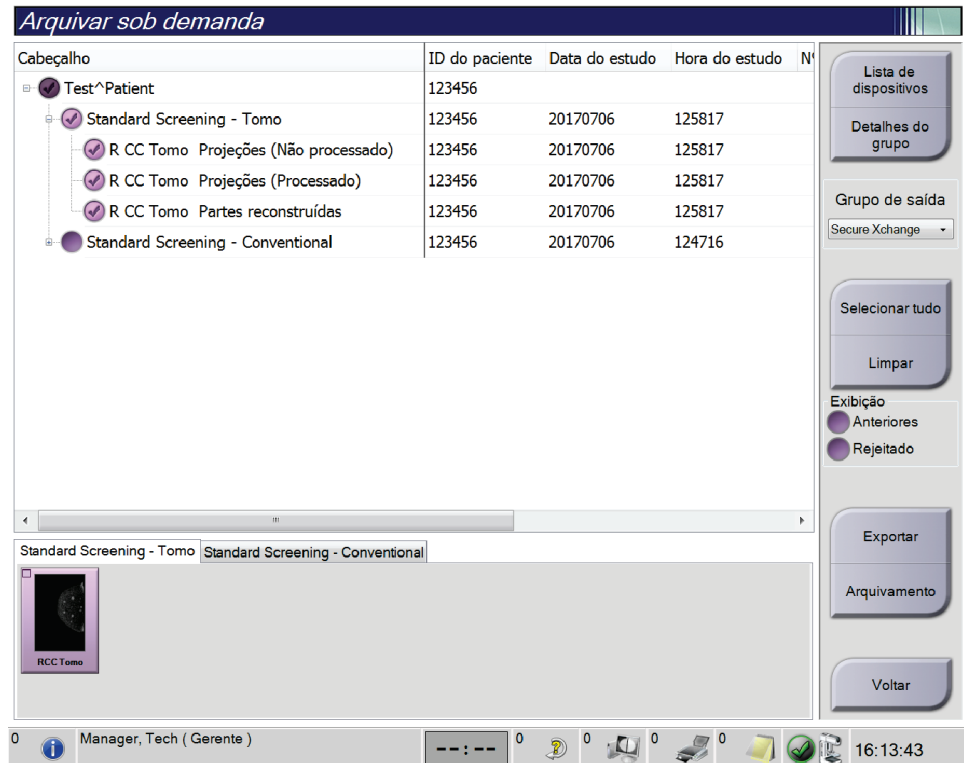 Arquivar sob demanda
Cabeçalho ID do paciente Data do estudo Hora do estudo Nº
Test^Patient 123456
Standard Screening - Tomo 123456 20170706 125817
R CC Tomo Projeções (Não processado) 123456 20170706 125817
R CC Tomo Projeções (Processado) 123456 20170706 125817
R CC Tomo Partes reconstruídas 123456 20170706 125817
Standard Screening - Conventional 123456 20170706 124716
Lista de
dispositivos
Detalhes do
grupo
Grupo de saída
Secure Xchange
Selecionar tudo
Limpar
Exibição
Anteriores
Rejeitado
Exportar
Arquivamento
Voltar
Standard Screening - Tomo Standard Screening - Conventional
RCC Tomo
0 Manager, Tech ( Gerente ) --:-- 0 0 0 0 16:13:43